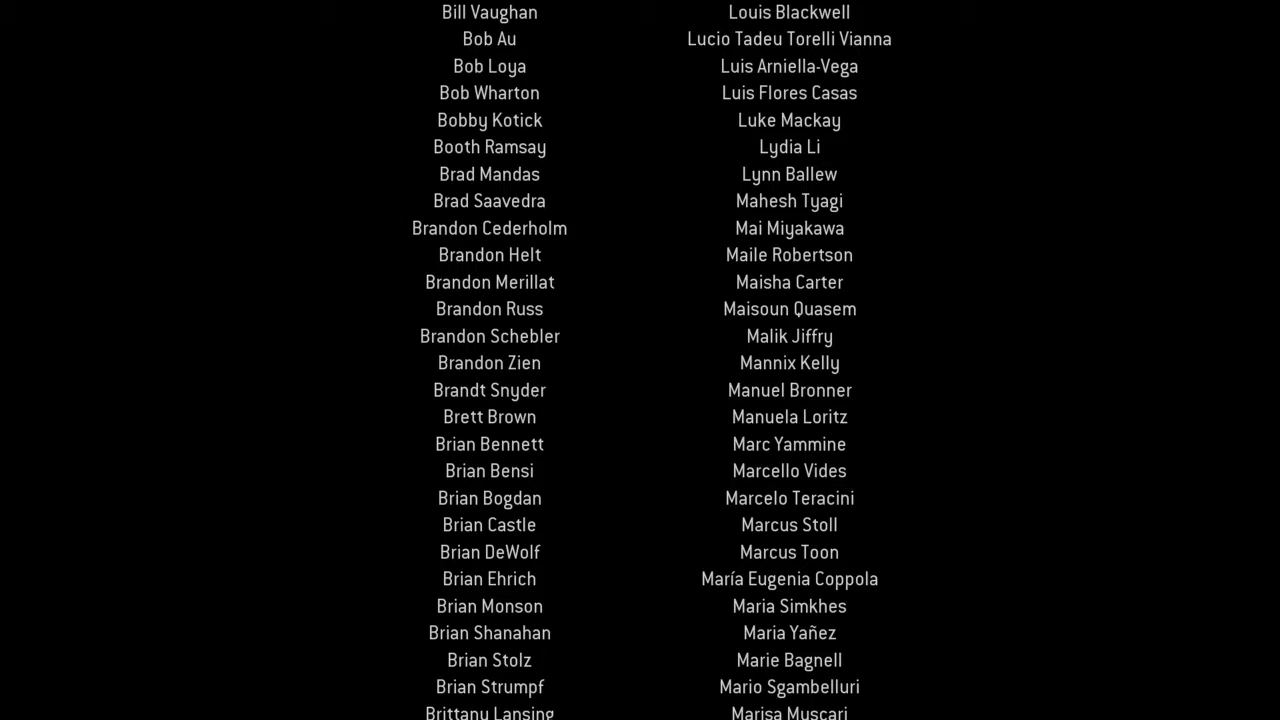 Bill Vaughan
Bob Au
Bob Loya
Bob Wharton
Bobby Kotick
Booth Ramsay
Brad Mandas
Brad Saavedra
Brandon Cederholm
Brandon Helt
Brandon Merillat
Brandon Russ
Brandon Schebler
Brandon Zien
Brandt Snyder
Brett Brown
Brian Bennett
Brian Bensi
Brian Bogdan
Brian Castle
Brian DeWolf
Brian Ehrich
Brian Monson
Brian Shanahan
Brian Stolz
Brian Strumpf
Brittany Lansing
Louis Blackwell
Lucio Tadeu Torelli Vianna
Luis Arniella-Vega
Luis Flores Casas
Luke Mackay
Lydia Li
Lynn Ballew
Mahesh Tyagi
Mai Miyakawa
Maile Robertson
Maisha Carter
Maisoun Quasem
Malik Jiffry
Mannix Kelly
Manuel Bronner
Manuela Loritz
Marc Yammine
Marcello Vides
Marcelo Teracini
Marcus Stoll
Marcus Toon
María Eugenia Coppola
Maria Simkhes
Maria Yañez
Marie Bagnell
Mario Sgambelluri
Marisa Muscari